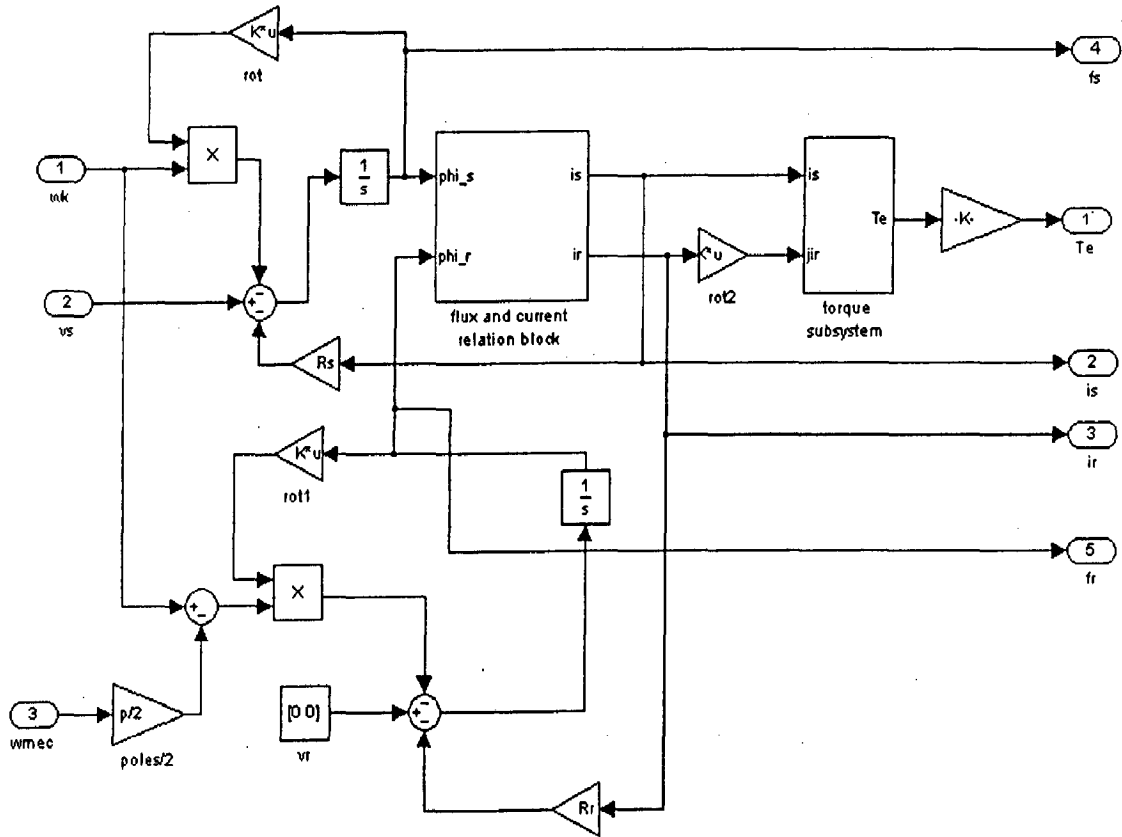 K*u
rot
4
fs
X
1
wk
1
s
phi_s
is
phi_r
ir
flux and current
relation block
K*u
rot2
is
jir
Te
torque
subsystem
-K-
1
Te
2
vs
+
-
-
Rs
2
is
3
ir
K*u
rot1
1
s
5
fr
X
+
-
3
wmec
p/2
poles/2
[0 0]
vr
+
-
-
Rr